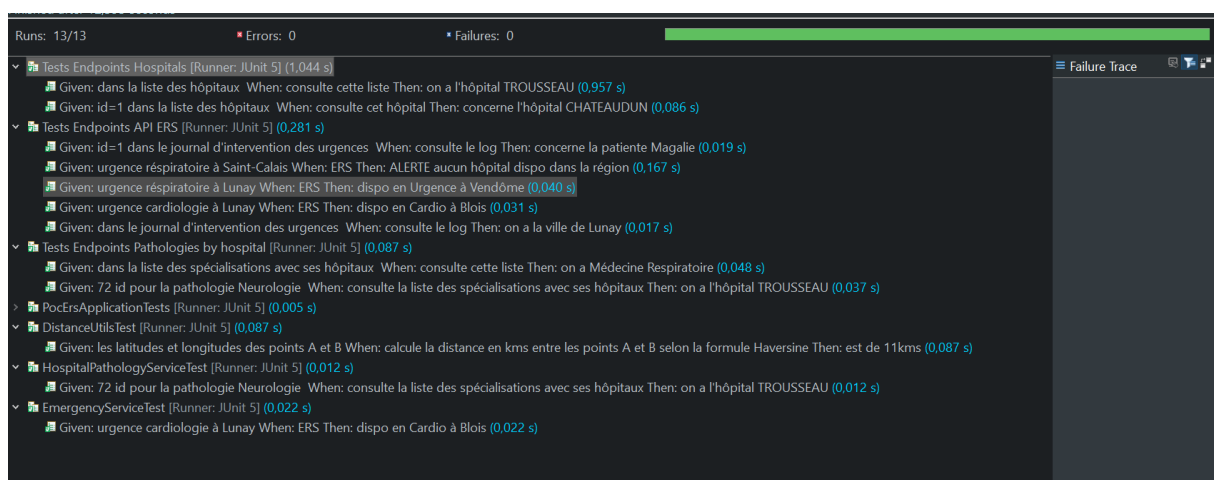 Runs: 13/13 Errors: 0 Failures: 0
Tests Endpoints Hospitals [Runner: JUnit 5] (1,044 s)
Failure Trace
Given: dans la liste des hôpitaux When: consulte cette liste Then: on a l'hôpital TROUSSEAU (0,957 s)
Given: id=1 dans la liste des hôpitaux When: consulte cet hôpital Then: concerne l'hôpital CHATEAUDUN (0,086 s)
Tests Endpoints API ERS [Runner: JUnit 5] (0,281 s)
Given: id=1 dans le journal d'intervention des urgences When: consulte le log Then: concerne la patiente Magalie (0,019 s)
Given: urgence réspiratoire à Saint-Calais When: ERS Then: ALERTE aucun hôpital dispo dans la région (0,167 s)
Given: urgence réspiratoire à Lunay When: ERS Then: dispo en Urgence à Vendôme (0,040 s)
Given: urgence cardiologie à Lunay When: ERS Then: dispo en Cardio à Blois (0,031 s)
Given: dans le journal d'intervention des urgences When: consulte le log Then: on a la ville de Lunay (0,017 s)
Tests Endpoints Pathologies by hospital [Runner: JUnit 5] (0,087 s)
Given: dans la liste des spécialisations avec ses hôpitaux When: consulte cette liste Then: on a Médecine Respiratoire (0,048 s)
Given: 72 id pour la pathologie Neurologie When: consulte la liste des spécialisations avec ses hôpitaux Then: on a l'hôpital TROUSSEAU (0,037 s)
PocErsApplicationTests [Runner: JUnit 5] (0,005 s)
DistanceUtilsTest [Runner: JUnit 5] (0,087 s)
Given: les latitudes et longitudes des points A et B When: calcule la distance en kms entre les points A et B selon la formule Haversine Then: est de 11kms (0,087 s)
HospitalPathologyServiceTest [Runner: JUnit 5] (0,012 s)
Given: 72 id pour la pathologie Neurologie When: consulte la liste des spécialisations avec ses hôpitaux Then: on a l'hôpital TROUSSEAU (0,012 s)
EmergencyServiceTest [Runner: JUnit 5] (0,022 s)
Given: urgence cardiologie à Lunay When: ERS Then: dispo en Cardio à Blois (0,022 s)